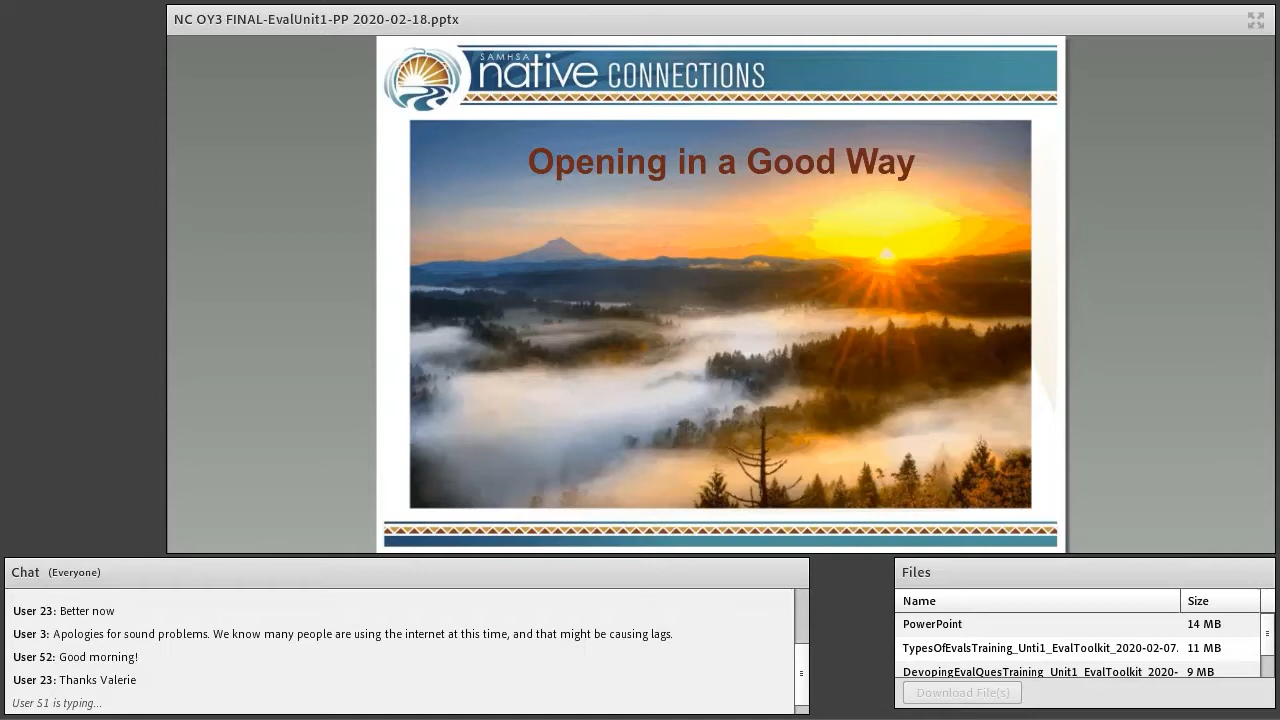 NC OY3 FINAL-EvalUnit1-PP 2020-02-18.pptx
SAMHSA
native CONNECTIONS
Opening in a Good Way
Chat (Everyone)
User 23: Better now
User 3: Apologies for sound problems. We know many people are using the internet at this time, and that might be causing lags.
User 52: Good morning!
User 23: Thanks Valerie
User 51 is typing...
Files
Name Size
PowerPoint 14 MB
TypesOfEvalsTraining_Unti1_EvalToolkit_2020-02-07. 11 MB
DevopingEvalQuesTraining_Unit1_EvalToolkit_2020- 9 MB
Download File(s)